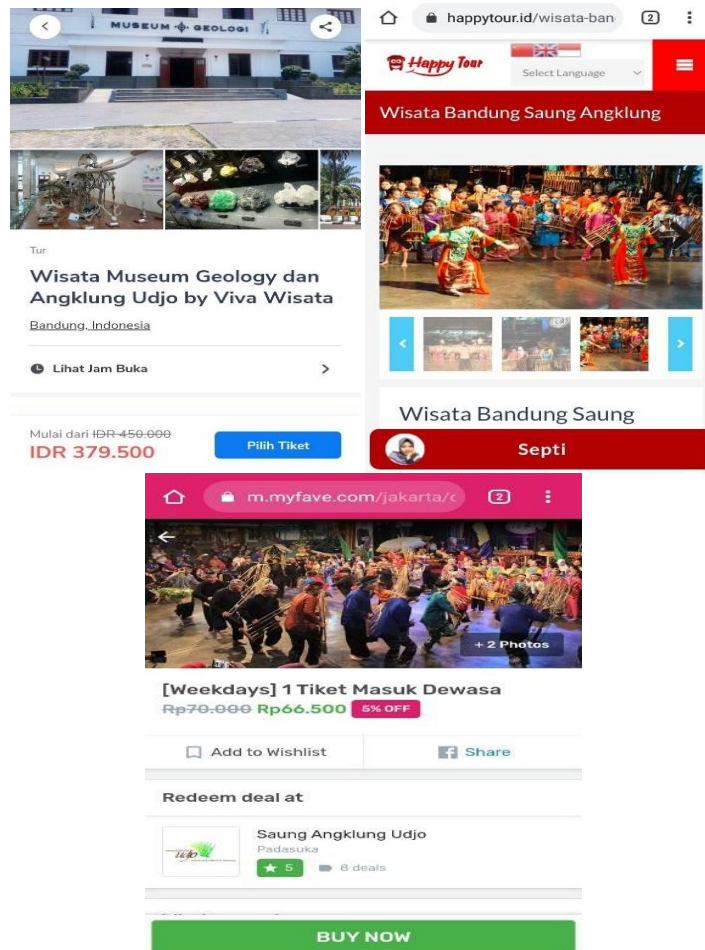 MUSEUM GEOLOGI
Tur
Wisata Museum Geology dan
Angklung Udjo by Viva Wisata
Bandung, Indonesia
Lihat Jam Buka
Mulai dari IDR 450.000
IDR 379.500
Pilih Tiket
happytour.id/wisata-ban
2
Happy Tour
Select Language
Wisata Bandung Saung Angklung
Wisata Bandung Saung
Septi
m.myfave.com/jakarta/c
2
+ 2 Photos
[Weekdays] 1 Tiket Masuk Dewasa
Rp70.000 Rp66.500 5% OFF
Add to Wishlist
Share
Redeem deal at
udjo
Saung Angklung Udjo
Padasuka
★ 5 8 deals
BUY NOW